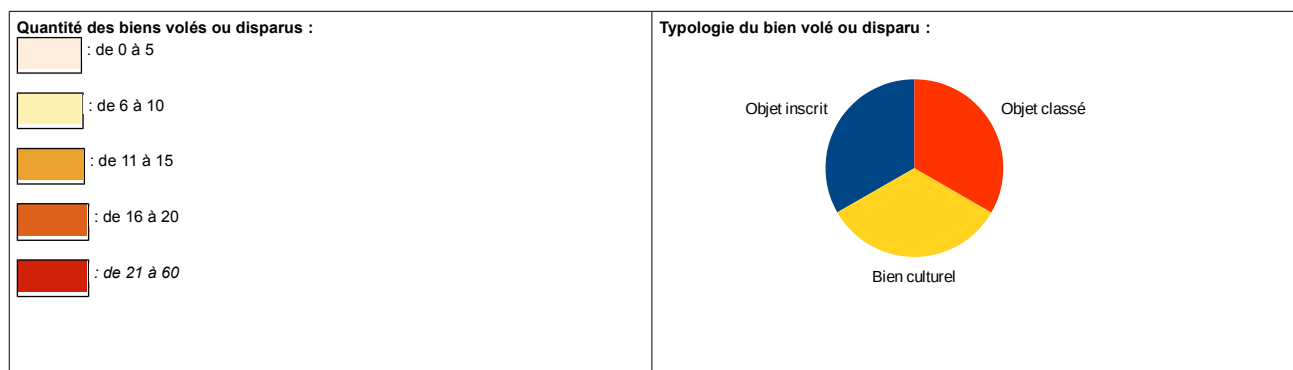 Quantité des biens volés ou disparus :
: de 0 à 5
: de 6 à 10
: de 11 à 15
: de 16 à 20
: de 21 à 60
Typologie du bien volé ou disparu :
Objet inscrit
Objet classé
Bien culturel